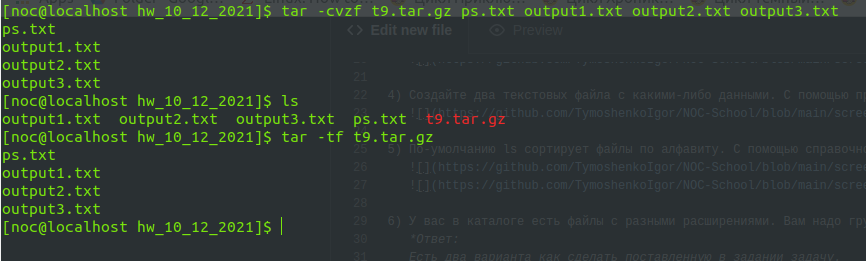 [noc@localhost hw_10_12_2021]$ tar -cvzf t9.tar.gz ps.txt output1.txt output2.txt output3.txt
ps.txt
output1.txt
output2.txt
output3.txt
[noc@localhost hw_10_12_2021]$ ls
output1.txt output2.txt output3.txt ps.txt t9.tar.gz
[noc@localhost hw_10_12_2021]$ tar -tf t9.tar.gz
ps.txt
output1.txt
output2.txt
output3.txt
[noc@localhost hw_10_12_2021]$
Edit new file Preview
21
22 4) Создайте два текстовых файла с какими-либо данными. С помощью пр
23 ![](https://github.com/TymoshenkoIgor/NOC-School/blob/main/scree
25 5) По-умолчанию ls сортирует файлы по алфавиту. С помощью справочно
26 ![](https://github.com/TymoshenkoIgor/NOC-School/blob/main/scree
27 ![](https://github.com/TymoshenkoIgor/NOC-School/blob/main/scree
28
29 6) У вас в каталоге есть файлы с разными расширениями. Вам надо гру
30 *Ответ:
31 Есть два варианта как сделать поставленную в задании задачу.